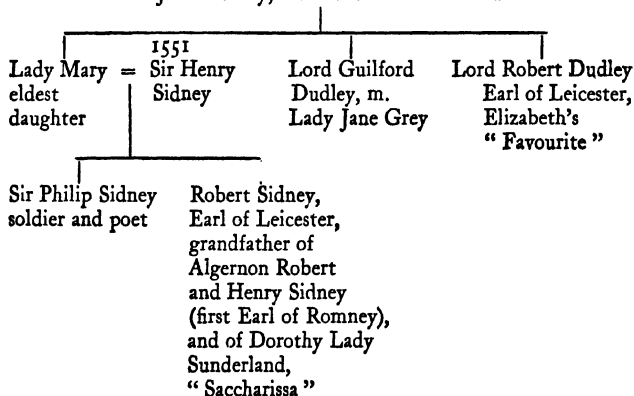 1551
Lady Mary = Sir Henry
eldest Sidney
daughter
Lord Guilford
Dudley, m.
Lady Jane Grey
Lord Robert Dudley
Earl of Leicester,
Elizabeth's
“ Favourite ”
Sir Philip Sidney
soldier and poet
Robert Sidney,
Earl of Leicester,
grandfather of
Algernon Robert
and Henry Sidney
(first Earl of Romney),
and of Dorothy Lady
Sunderland,
“ Saccharissa ”